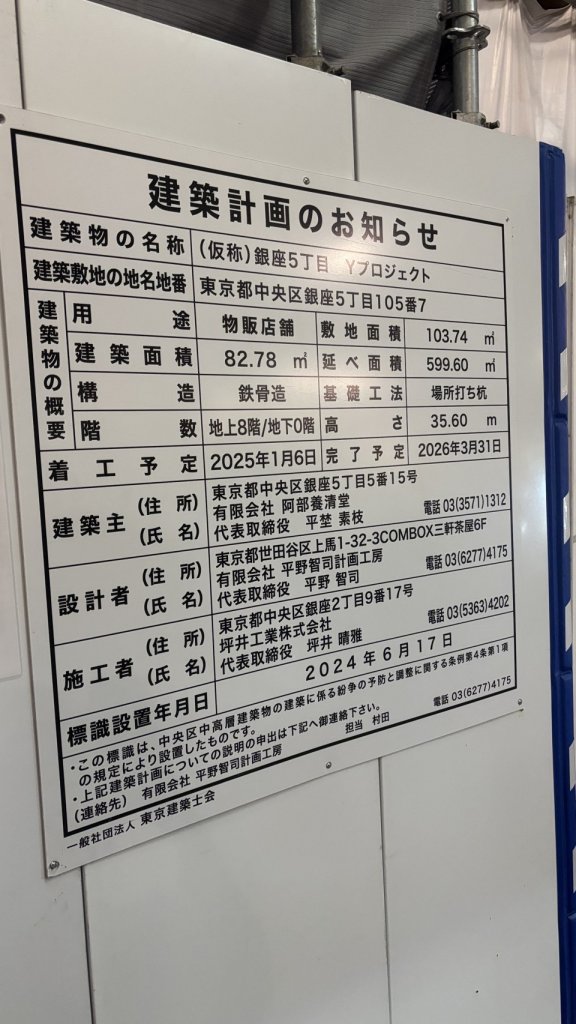 建築計画のお知らせ
建築物の名称 (仮称)銀座5丁目 Yプロジェクト
建築敷地の地名地番 東京都中央区銀座5丁目105番7
建築物の概要
用途 物販店舗 敷地面積 103.74 ㎡
建築面積 82.78 ㎡ 延べ面積 599.60 ㎡
構造 鉄骨造 基礎工法 場所打ち杭
階数 地上8階/地下0階 高さ 35.60 m
着工予定 2025年1月6日 完了予定 2026年3月31日
建築主 (住所) (氏名)
東京都中央区銀座5丁目5番15号
有限会社 阿部養清堂
代表取締役 平埜 素枝 電話 03(3571)1312
設計者 (住所) (氏名)
東京都世田谷区上馬1-32-3COMBOX三軒茶屋6F
有限会社 平野智司計画工房
代表取締役 平野 智司 電話 03(6277)4175
施工者 (住所) (氏名)
東京都中央区銀座2丁目9番17号
坪井工業株式会社
代表取締役 坪井 晴雅 電話 03(5363)4202
標識設置年月日 2024年6月17日
・この標識は、中央区中高層建築物の建築に係る紛争の予防と調整に関する条例第4条第1項
の規定により設置したものです。
・上記建築計画についての説明の申出は下記へ御連絡下さい。
(連絡先) 有限会社 平野智司計画工房 担当 村田 電話 03(6277)4175
一般社団法人 東京建築士会